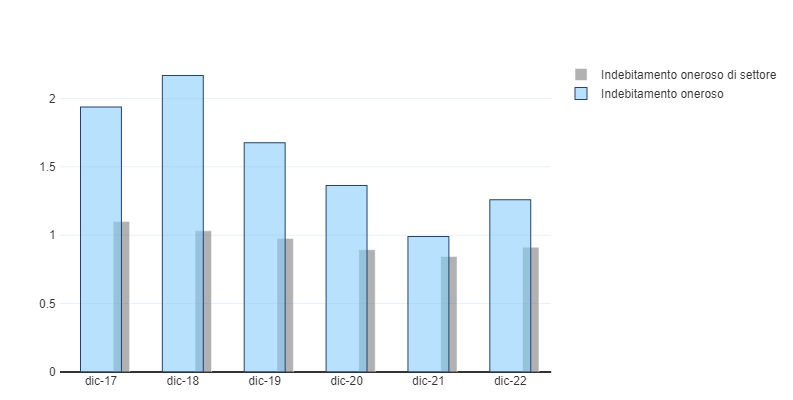 Indebitamento oneroso di settore
Indebitamento oneroso
2
1.5
1
0.5
0
dic-17 dic-18 dic-19 dic-20 dic-21 dic-22